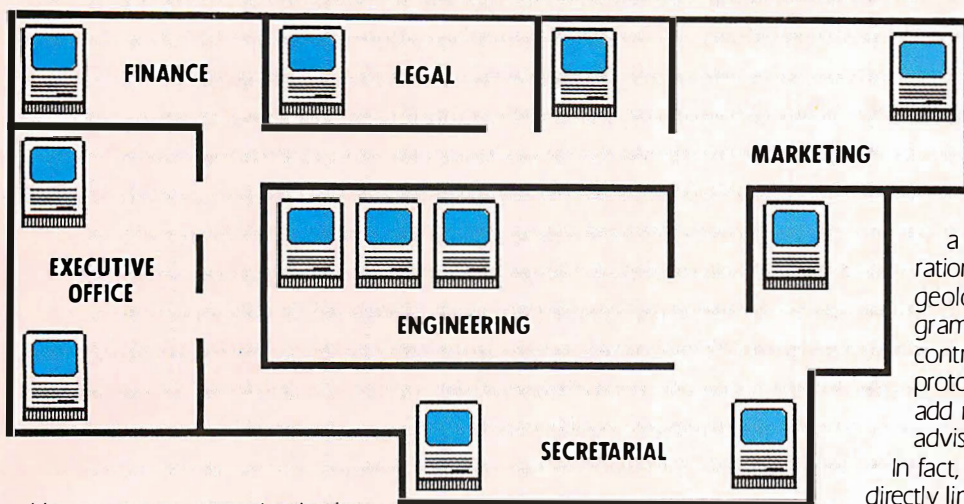 FINANCE
LEGAL
MARKETING
EXECUTIVE
OFFICE
ENGINEERING
SECRETARIAL
a
ration
geolo
gram
contr
proto
add r
advis
In fact,
directly lin